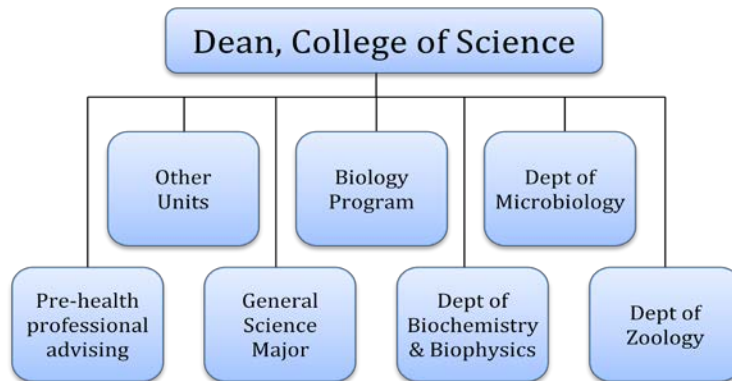 Dean, College of Science
Other
Units
Biology
Program
Dept of
Microbiology
Pre-health
professional
advising
General
Science
Major
Dept of
Biochemistry
& Biophysics
Dept of
Zoology